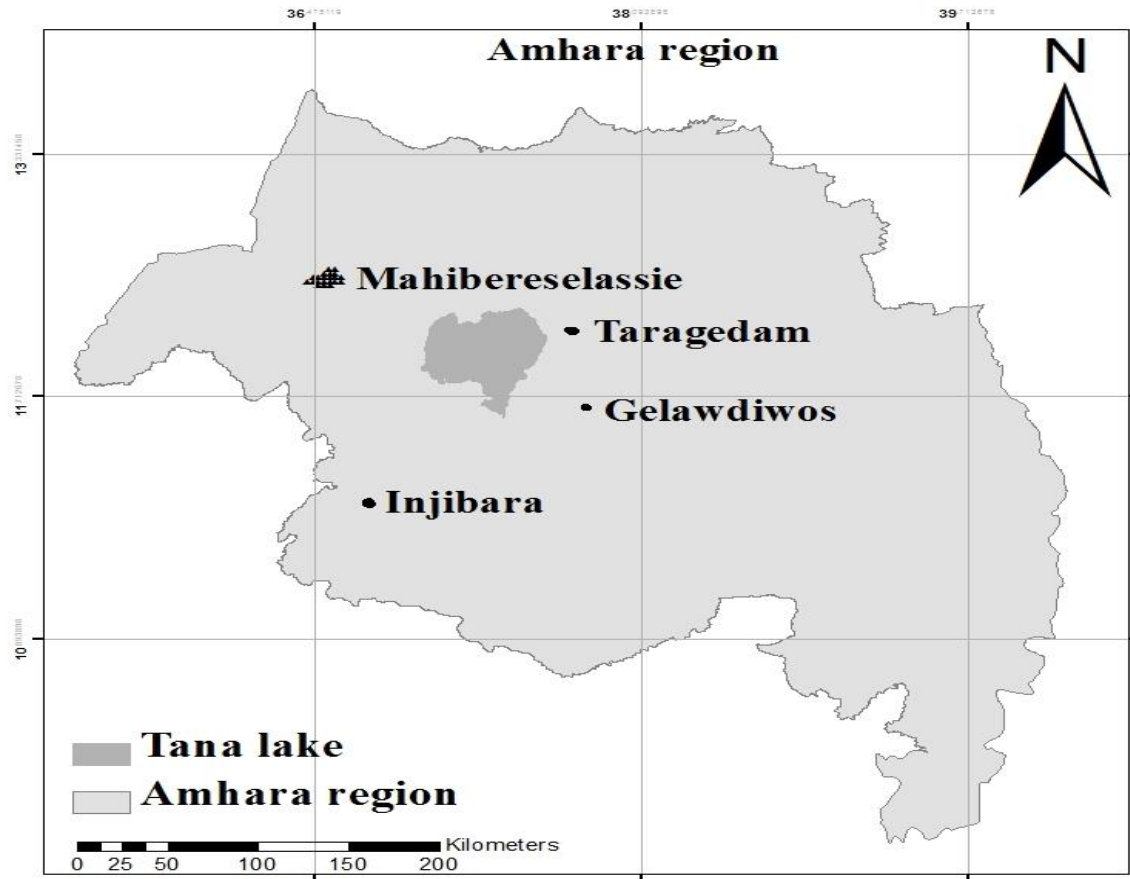 36 38 39
Amhara region
N
13
Mahibereselassie
Taragedam
11
Gelawdiwos
Injibara
10
Tana lake
Amhara region
Kilometers
0 25 50 100 150 200